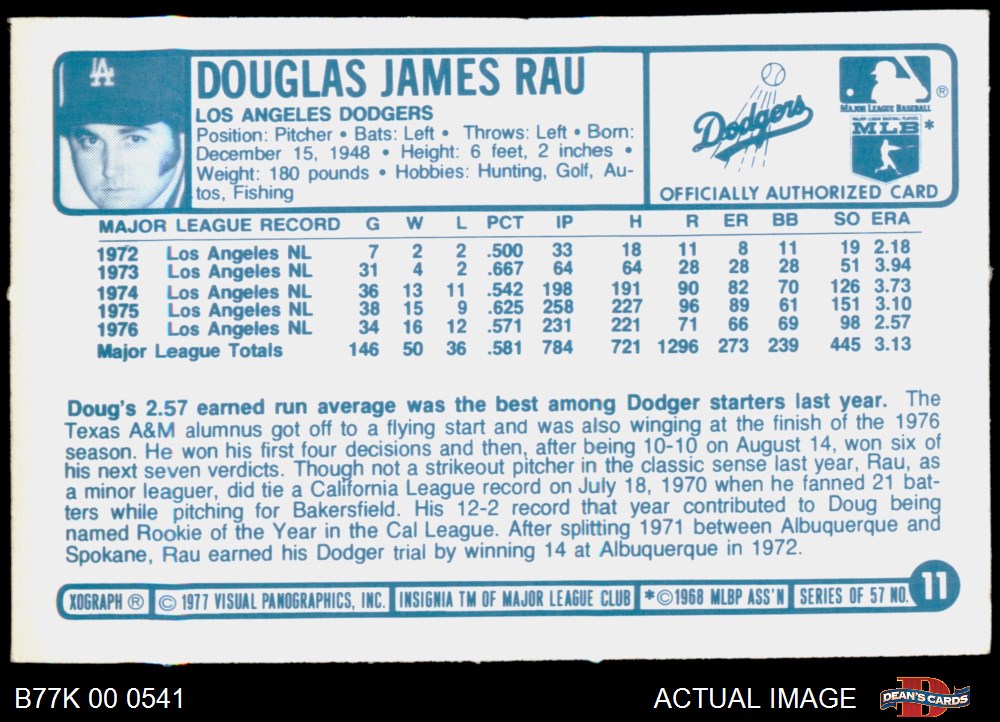 LA
DOUGLAS JAMES RAU
LOS ANGELES DODGERS
Position: Pitcher • Bats: Left • Throws: Left • Born:
December 15, 1948 • Height: 6 feet, 2 inches •
Weight: 180 pounds • Hobbies: Hunting, Golf, Au-
tos, Fishing
Dodgers
MAJOR LEAGUE BASEBALL ®
MAJOR LEAGUE BASEBALL PLAYERS
MLB *
OFFICIALLY AUTHORIZED CARD
MAJOR LEAGUE RECORD G W L PCT IP H R ER BB SO ERA
1972 Los Angeles NL 7 2 2 .500 33 18 11 8 11 19 2.18
1973 Los Angeles NL 31 4 2 .667 64 64 28 28 28 51 3.94
1974 Los Angeles NL 36 13 11 .542 198 191 90 82 70 126 3.73
1975 Los Angeles NL 38 15 9 .625 258 227 96 89 61 151 3.10
1976 Los Angeles NL 34 16 12 .571 231 221 71 66 69 98 2.57
Major League Totals 146 50 36 .581 784 721 1296 273 239 445 3.13
Doug's 2.57 earned run average was the best among Dodger starters last year. The
Texas A&M alumnus got off to a flying start and was also winging at the finish of the 1976
season. He won his first four decisions and then, after being 10-10 on August 14, won six of
his next seven verdicts. Though not a strikeout pitcher in the classic sense last year, Rau, as
a minor leaguer, did tie a California League record on July 18, 1970 when he fanned 21 bat-
ters while pitching for Bakersfield. His 12-2 record that year contributed to Doug being
named Rookie of the Year in the Cal League. After splitting 1971 between Albuquerque and
Spokane, Rau earned his Dodger trial by winning 14 at Albuquerque in 1972.
XOGRAPH ® © 1977 VISUAL PANOGRAPHICS, INC. INSIGNIA TM OF MAJOR LEAGUE CLUB *©1968 MLBP ASS'N SERIES OF 57 NO. 11
B77K 00 0541 ACTUAL IMAGE DEAN'S CARDS